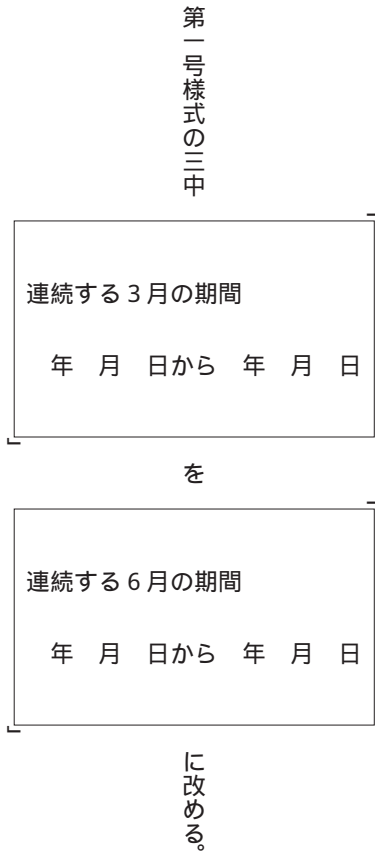 第一号様式の三中
「
連続する3月の期間
年　月　日から　年　月　日
」
を
「
連続する6月の期間
年　月　日から　年　月　日
」
に改める。